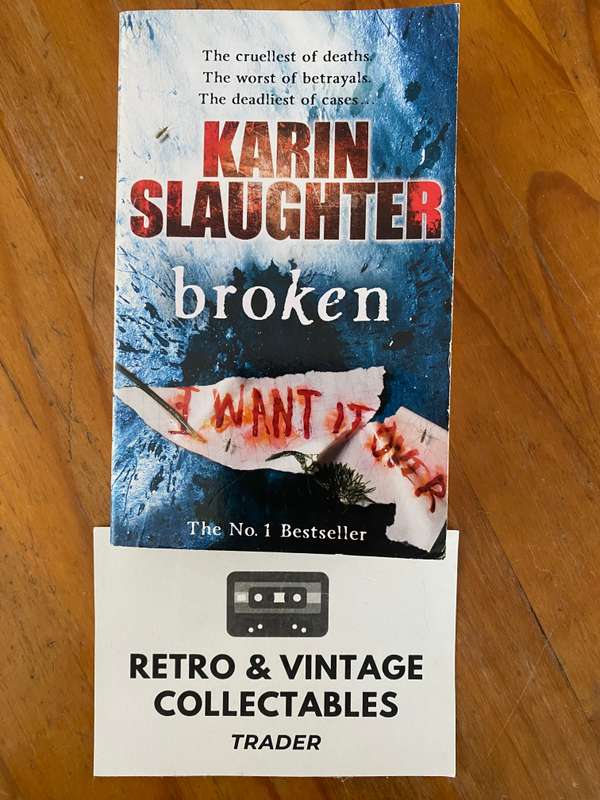 The cruellest of deaths.
The worst of betrayals.
The deadliest of cases...
KARIN
SLAUGHTER
broken
I WANT IT OVER
The No. 1 Bestseller
RETRO & VINTAGE
COLLECTABLES
TRADER